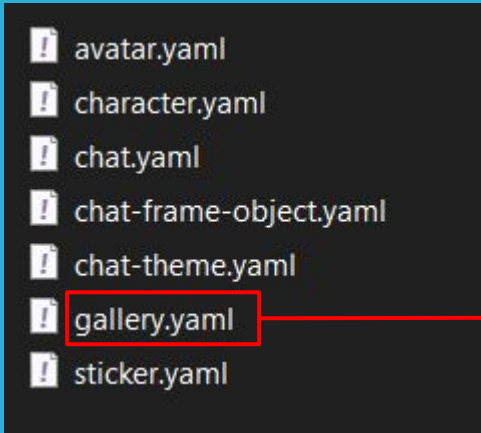 avatar.yaml
character.yaml
chat.yaml
chat-frame-object.yaml
chat-theme.yaml
gallery.yaml
sticker.yaml